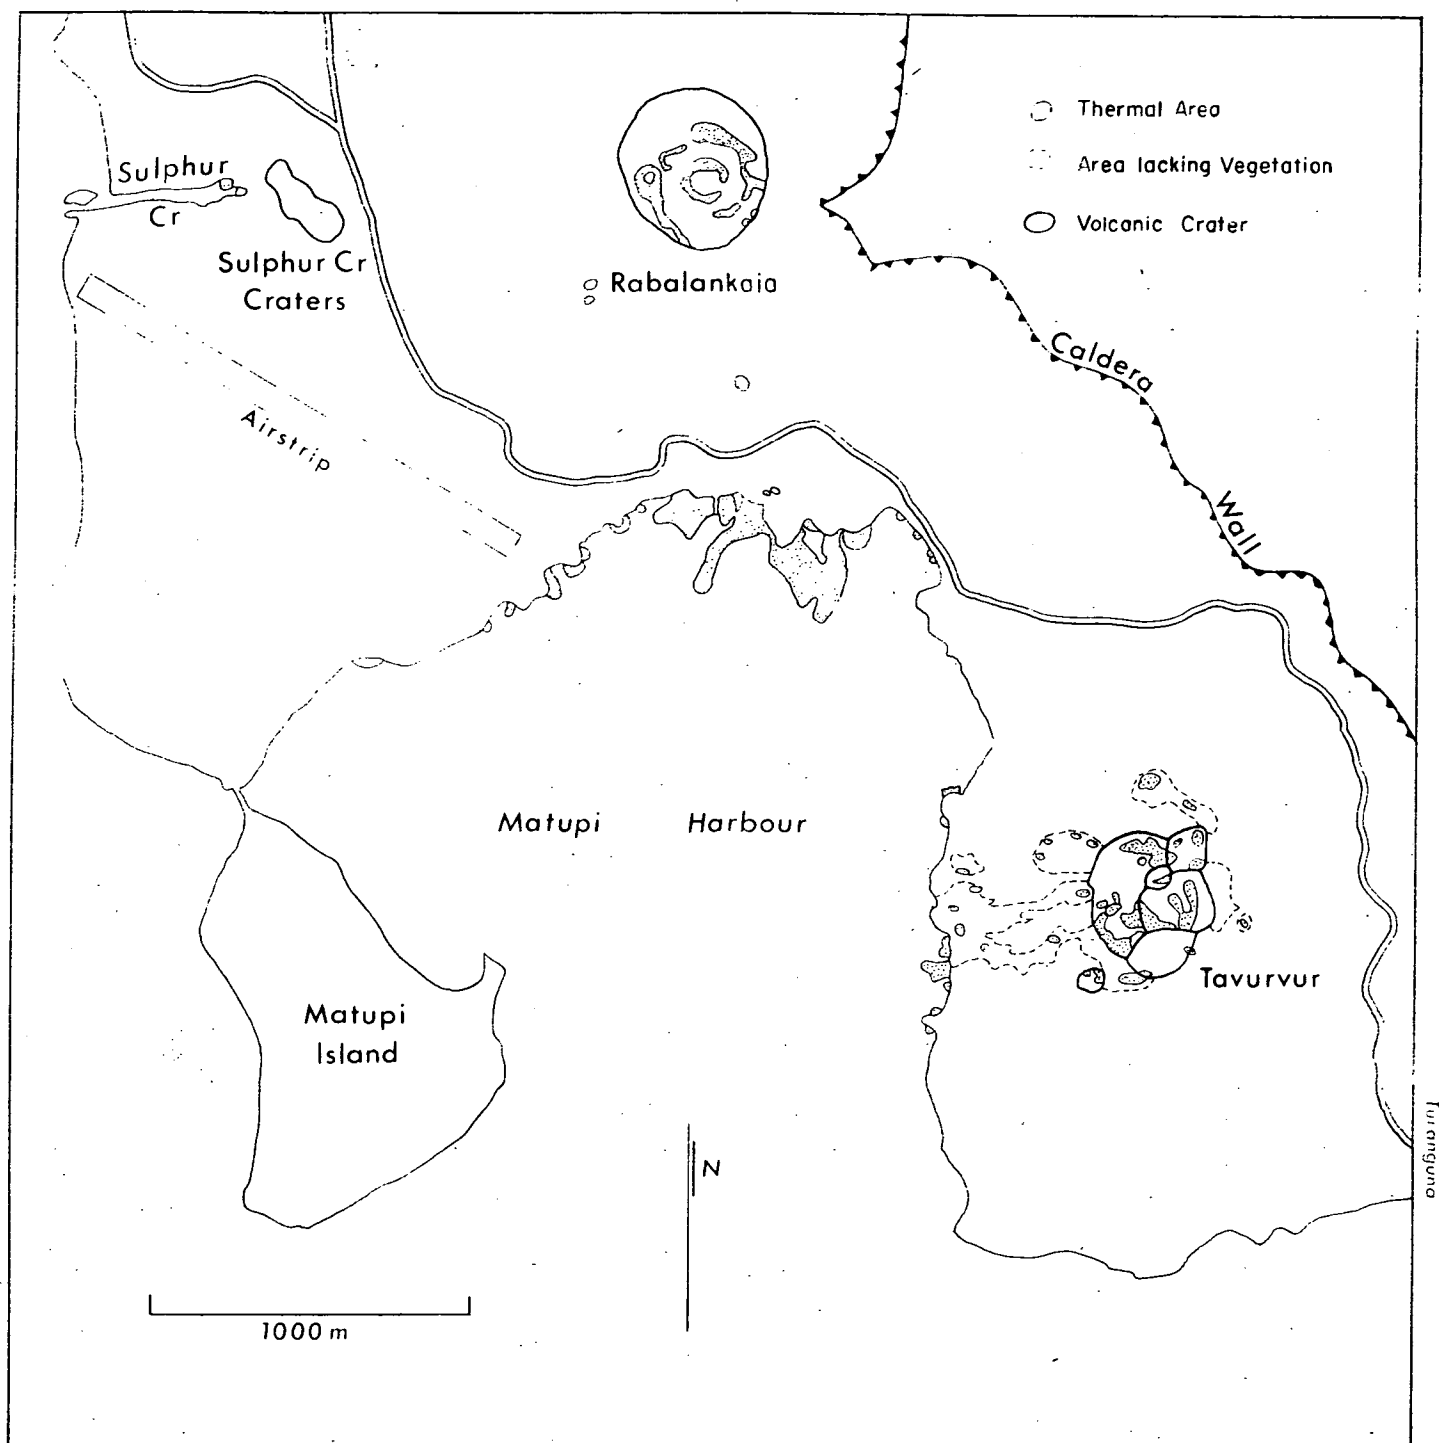 Thermal Area
Area lacking Vegetation
Volcanic Crater
Sulphur
Cr
Sulphur Cr
Craters
Rabalankaia
Caldera
Wall
Airstrip
Matupi Harbour
Tavurvur
Matupi
Island
Turanguna
N
1000 m